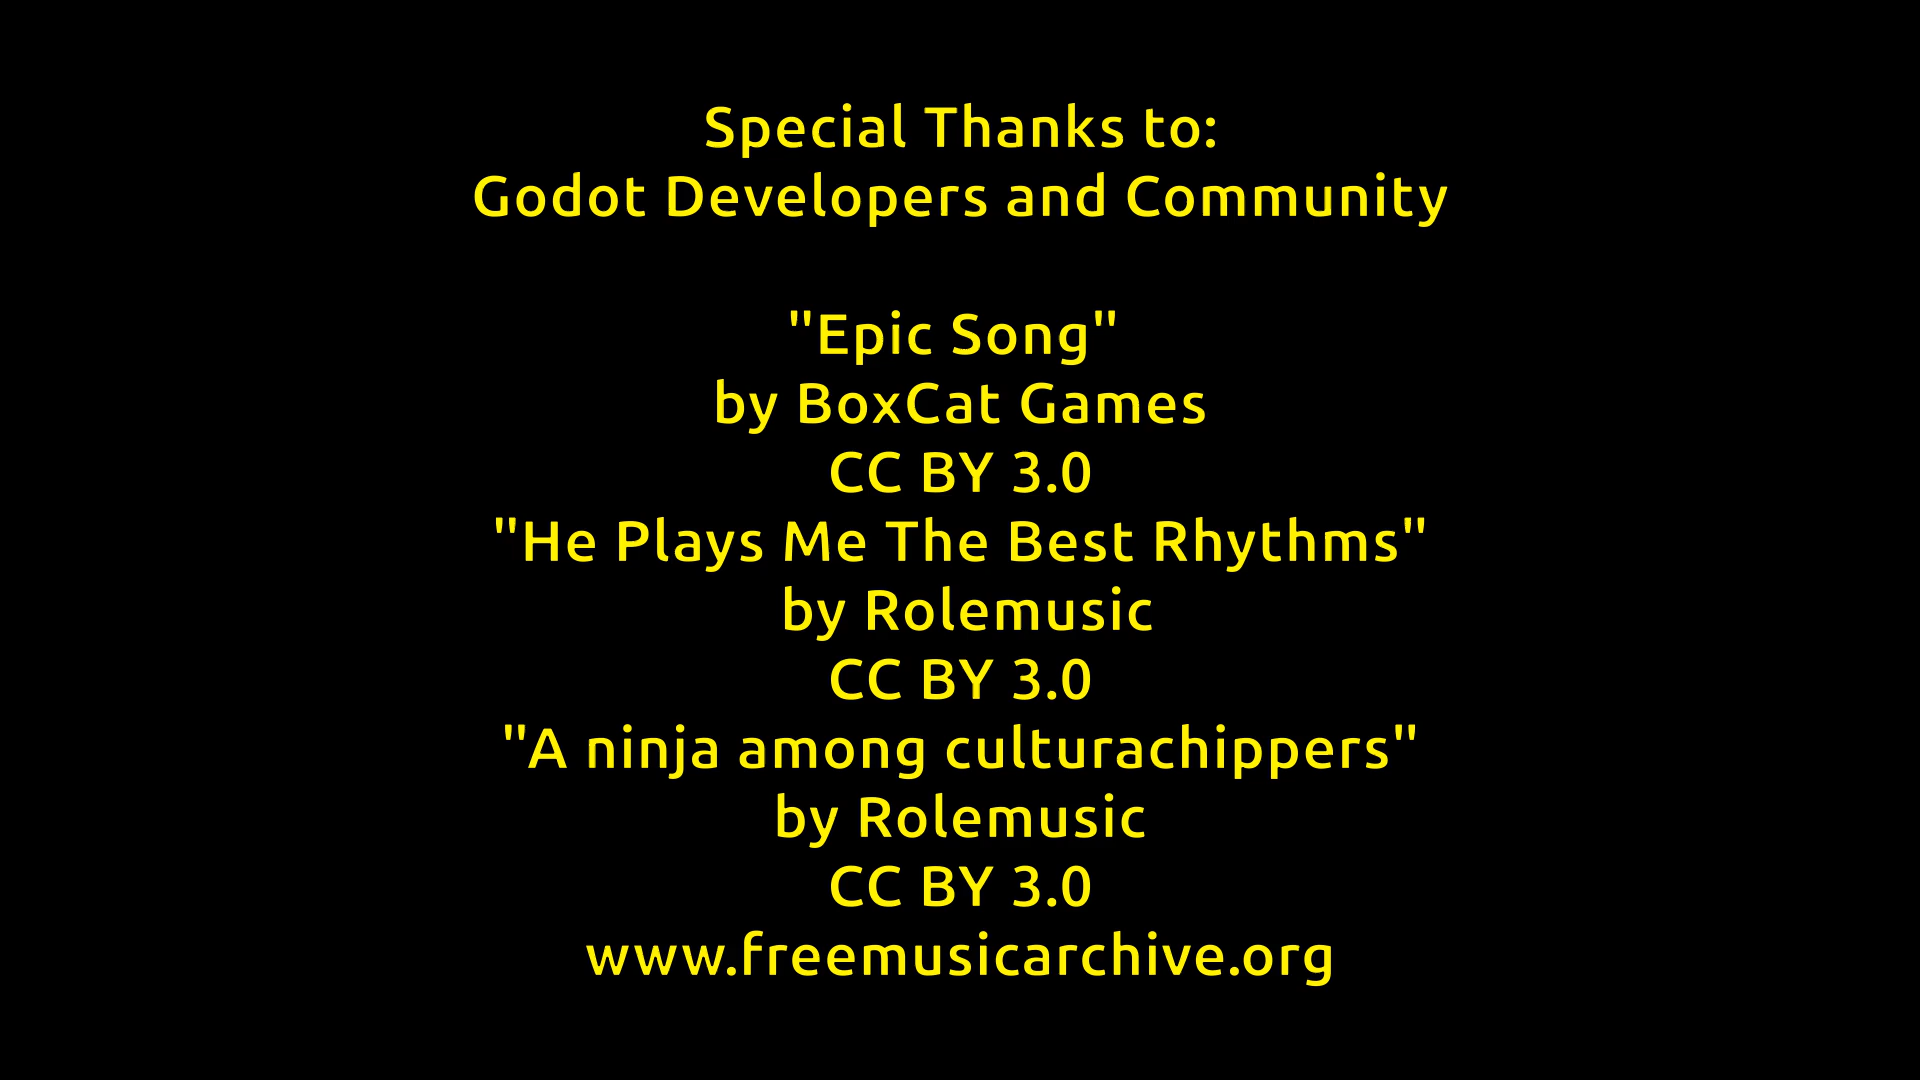 Special Thanks to:
Godot Developers and Community
"Epic Song"
by BoxCat Games
CC BY 3.0
"He Plays Me The Best Rhythms"
by Rolemusic
CC BY 3.0
"A ninja among culturachippers"
by Rolemusic
CC BY 3.0
www.freemusicarchive.org